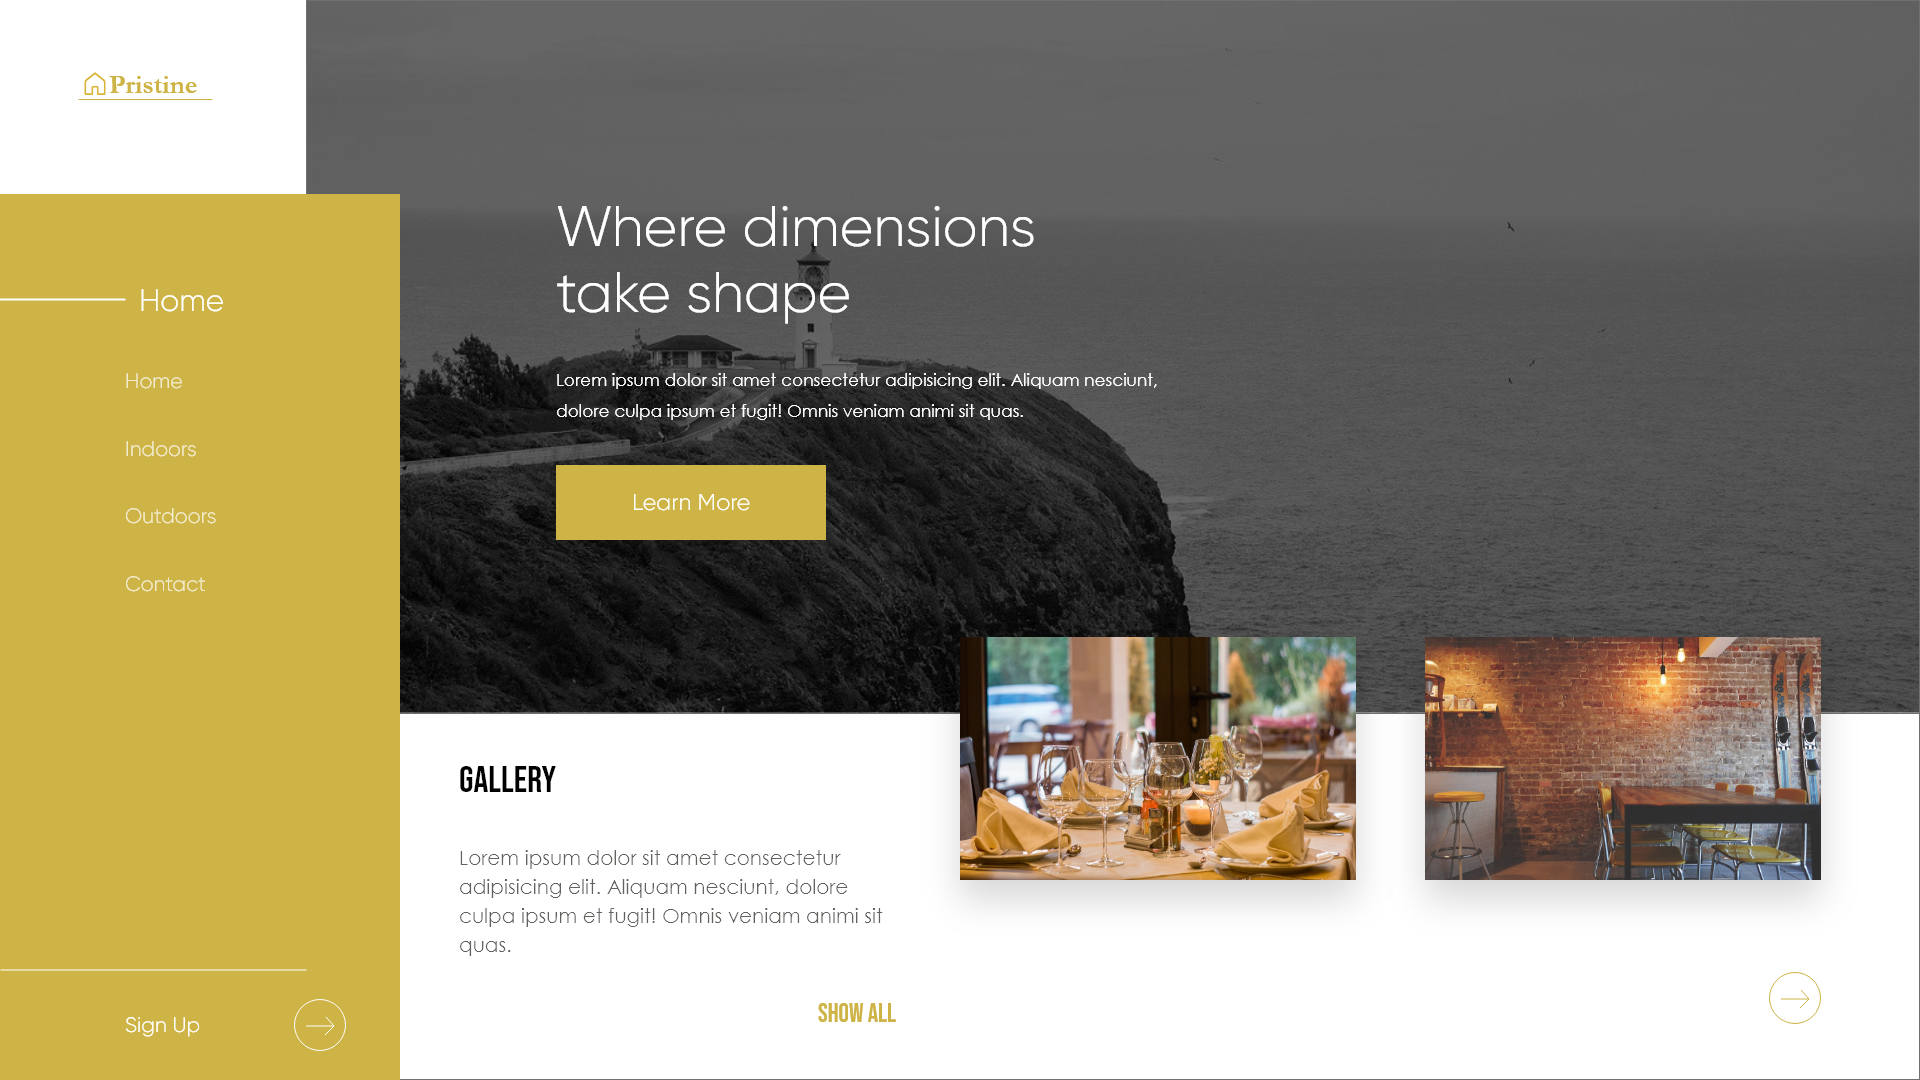 Pristine
Home
Home
Indoors
Outdoors
Contact
Sign Up
Where dimensions
take shape
Lorem ipsum dolor sit amet consectetur adipisicing elit. Aliquam nesciunt,
dolore culpa ipsum et fugit! Omnis veniam animi sit quas.
Learn More
GALLERY
Lorem ipsum dolor sit amet consectetur
adipisicing elit. Aliquam nesciunt, dolore
culpa ipsum et fugit! Omnis veniam animi sit
quas.
SHOW ALL